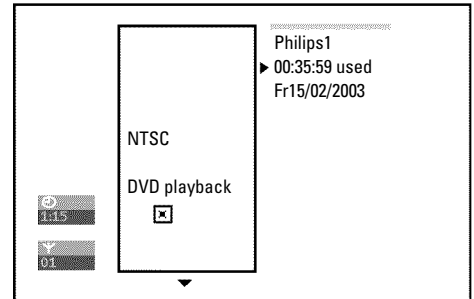 Philips1
00:35:59 used
Fr15/02/2003
NTSC
DVD playback
1:15
01